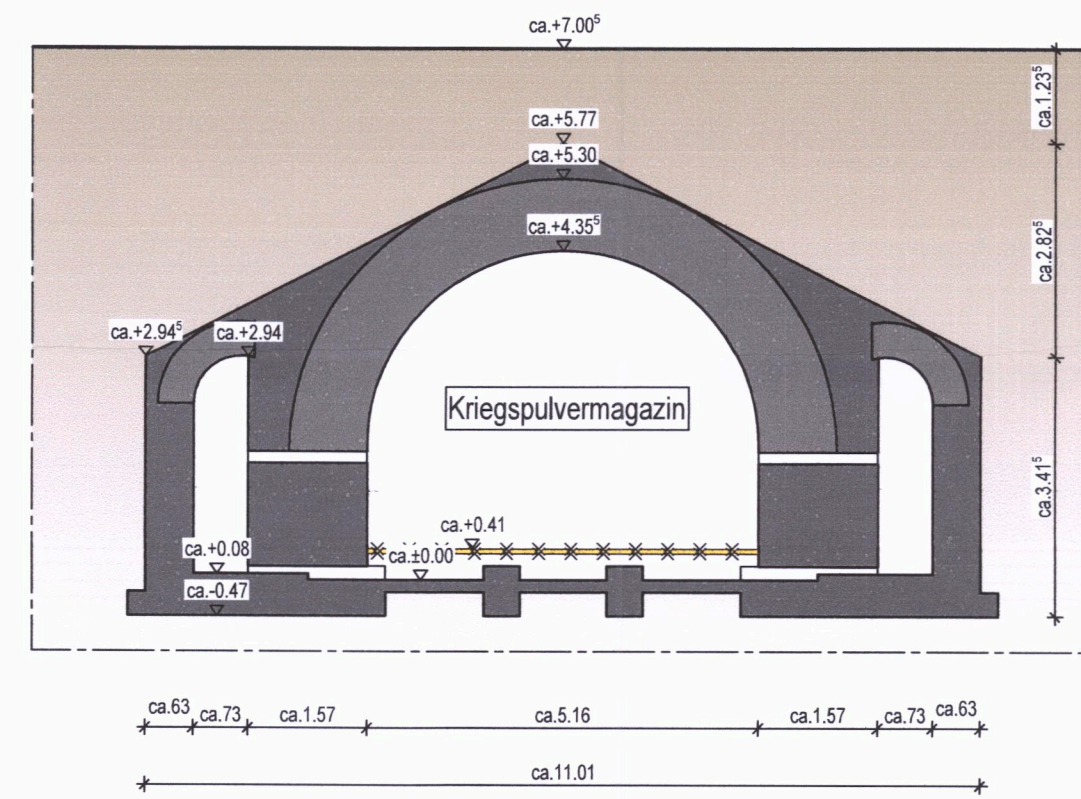 ca.+7.00⁵
ca.1.23⁵
ca.+5.77
ca.+5.30
ca.+4.35⁵
ca.2.82⁵
ca.+2.94⁵
ca.+2.94
Kriegspulvermagazin
ca.3.41⁵
ca.+0.41
ca.+0.08
ca.±0.00
ca.-0.47
ca.63
ca.73
ca.1.57
ca.5.16
ca.1.57
ca.73
ca.63
ca.11.01